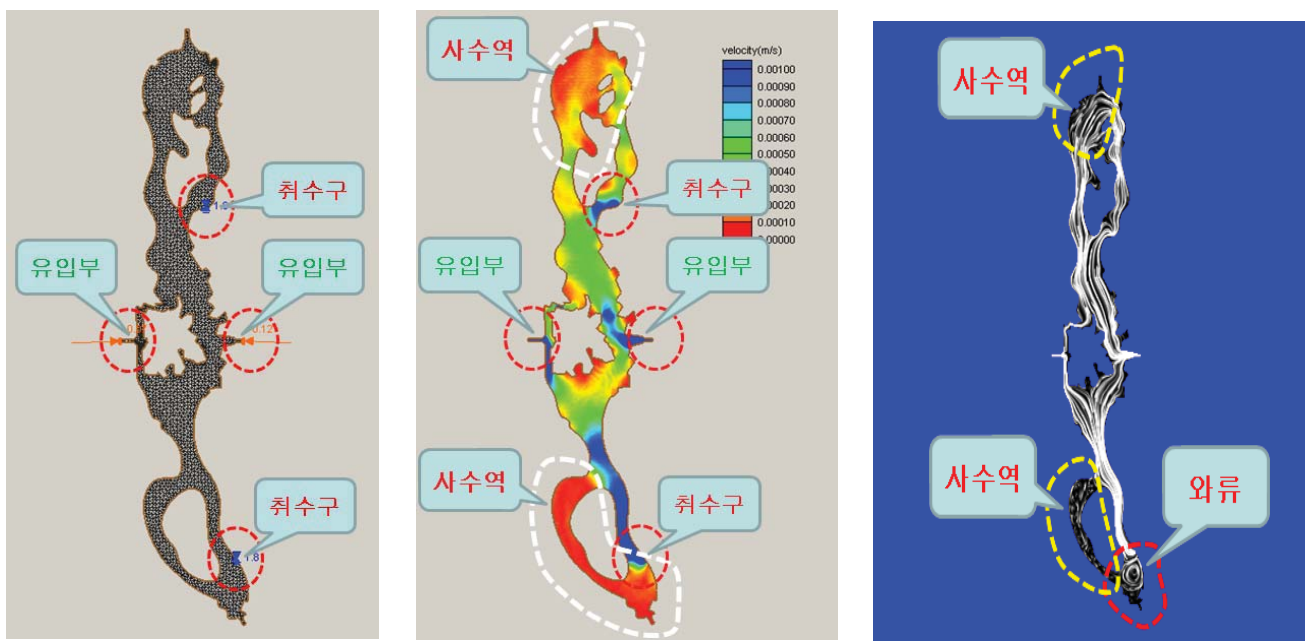 취수구
유입부
유입부
0.12
취수구
1.8
사수역
velocity(m/s)
0.00100
0.00090
0.00080
0.00070
0.00060
0.00050
.00040
.00030
.00020
0.00010
.00000
취수구
유입부
유입부
사수역
취수구
사수역
사수역
와류